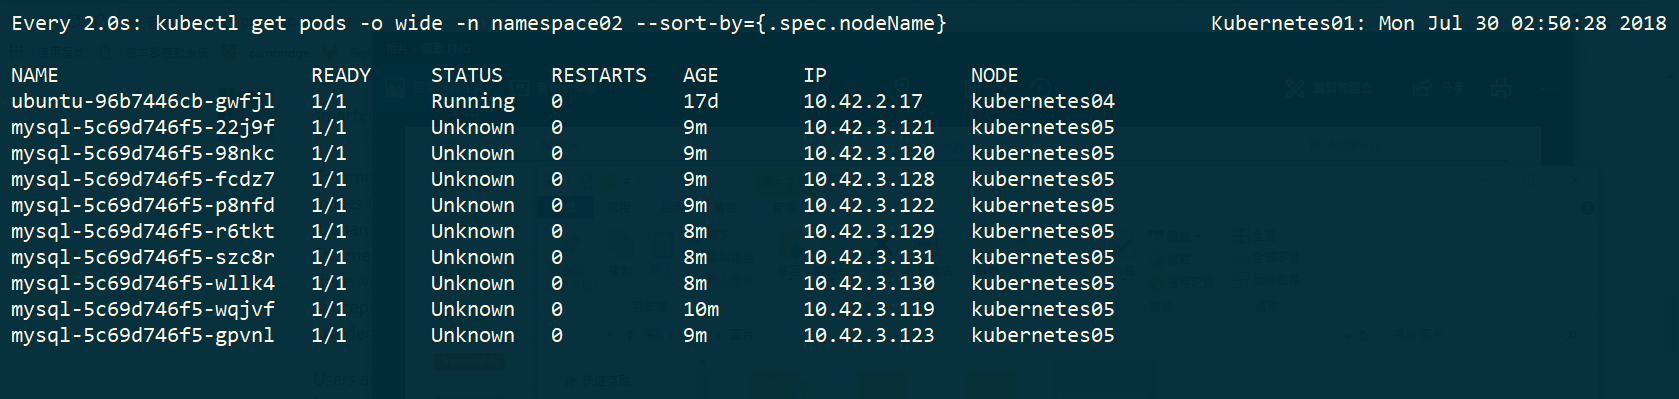 Every 2.0s: kubectl get pods -o wide -n namespace02 --sort-by={.spec.nodeName} Kubernetes01: Mon Jul 30 02:50:28 2018
NAME READY STATUS RESTARTS AGE IP NODE
ubuntu-96b7446cb-gwfjl 1/1 Running 0 17d 10.42.2.17 kubernetes04
mysql-5c69d746f5-22j9f 1/1 Unknown 0 9m 10.42.3.121 kubernetes05
mysql-5c69d746f5-98nkc 1/1 Unknown 0 9m 10.42.3.120 kubernetes05
mysql-5c69d746f5-fcdz7 1/1 Unknown 0 9m 10.42.3.128 kubernetes05
mysql-5c69d746f5-p8nfd 1/1 Unknown 0 9m 10.42.3.122 kubernetes05
mysql-5c69d746f5-r6tkt 1/1 Unknown 0 8m 10.42.3.129 kubernetes05
mysql-5c69d746f5-szc8r 1/1 Unknown 0 8m 10.42.3.131 kubernetes05
mysql-5c69d746f5-wllk4 1/1 Unknown 0 8m 10.42.3.130 kubernetes05
mysql-5c69d746f5-wqjvf 1/1 Unknown 0 10m 10.42.3.119 kubernetes05
mysql-5c69d746f5-gpvnl 1/1 Unknown 0 9m 10.42.3.123 kubernetes05